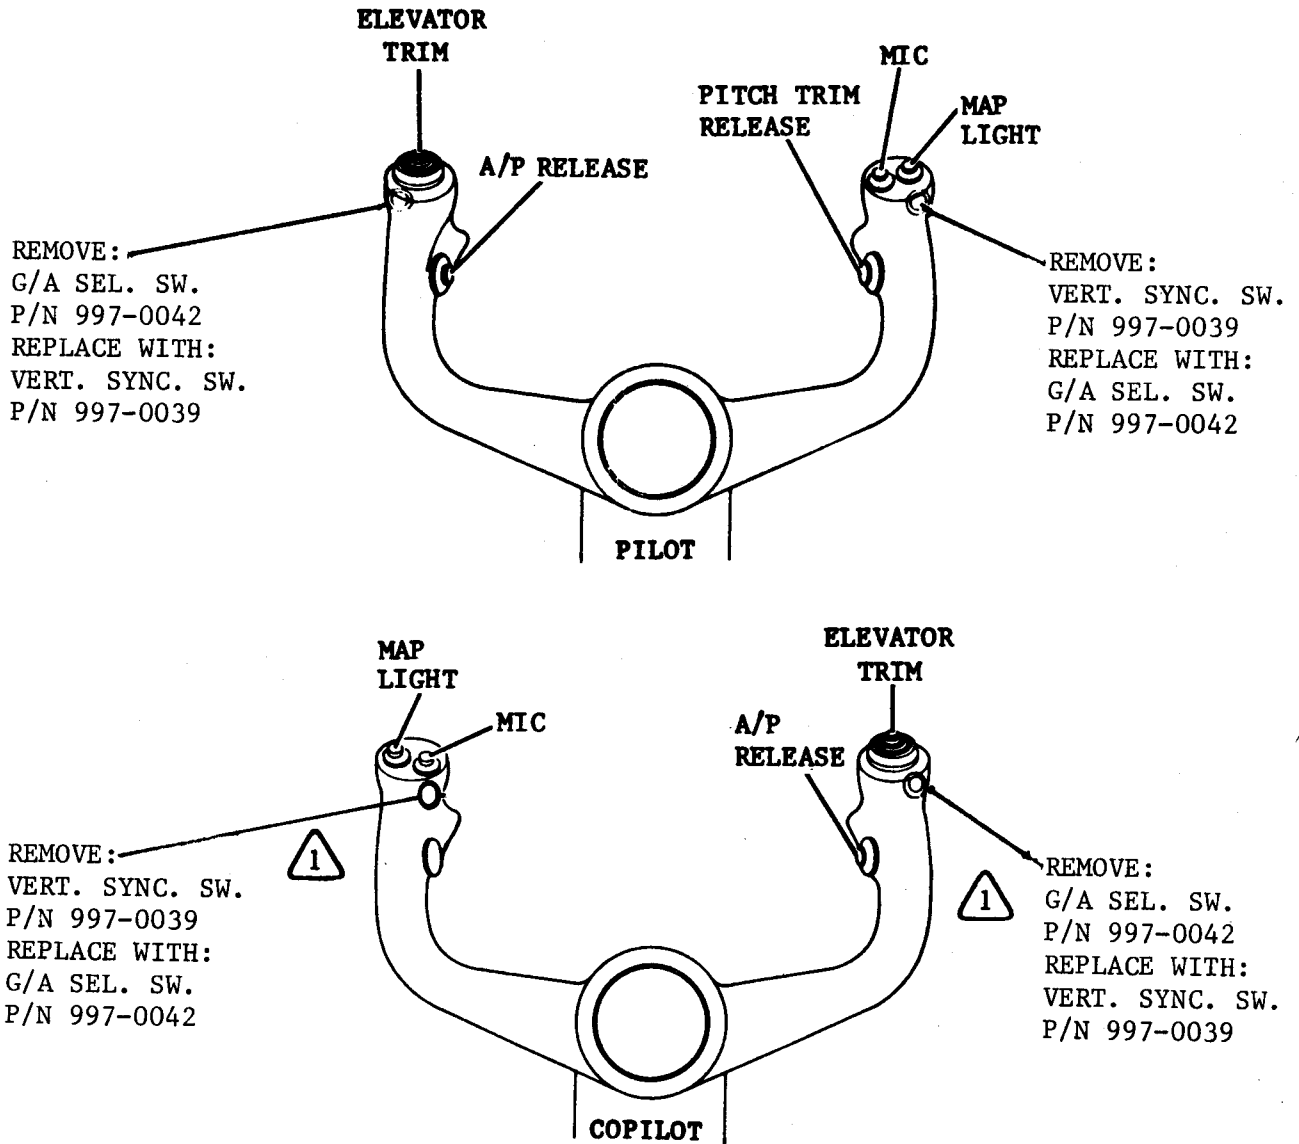 ELEVATOR
TRIM
MIC
PITCH TRIM
RELEASE
MAP
LIGHT
A/P RELEASE
REMOVE:
G/A SEL. SW.
P/N 997-0042
REPLACE WITH:
VERT. SYNC. SW.
P/N 997-0039
REMOVE:
VERT. SYNC. SW.
P/N 997-0039
REPLACE WITH:
G/A SEL. SW.
P/N 997-0042
PILOT
MAP
LIGHT
MIC
ELEVATOR
TRIM
A/P
RELEASE
1
REMOVE:
VERT. SYNC. SW.
P/N 997-0039
REPLACE WITH:
G/A SEL. SW.
P/N 997-0042
1
REMOVE:
G/A SEL. SW.
P/N 997-0042
REPLACE WITH:
VERT. SYNC. SW.
P/N 997-0039
COPILOT